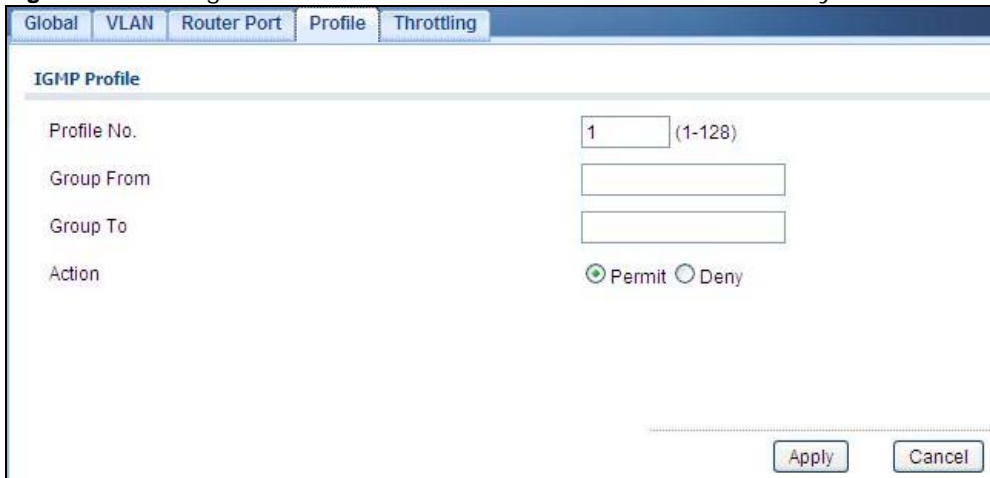 Global VLAN Router Port Profile Throttling
IGMP Profile
Profile No. 1 (1-128)
Group From
Group To
Action Permit Deny
Apply Cancel